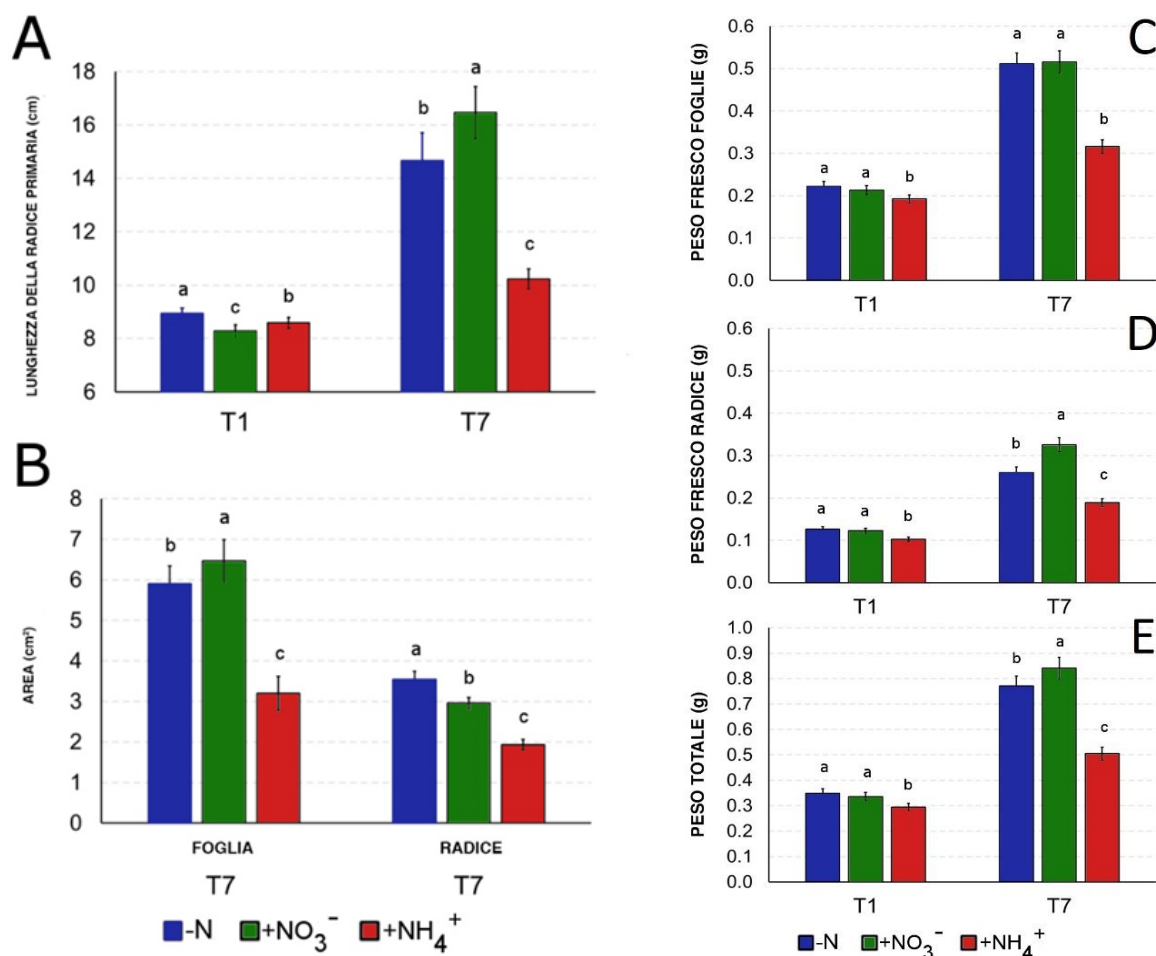 A
LUNGHEZZA DELLA RADICE PRIMARIA (cm)
18
16
14
12
10
8
6
a
c
b
b
a
c
T1
T7
B
AREA (cm²)
8
7
6
5
4
3
2
1
0
b
a
c
a
b
c
FOGLIA
RADICE
T7
T7
-N
+NO₃⁻
+NH₄⁺
C
PESO FRESCO FOGLIE (g)
0.6
0.5
0.4
0.3
0.2
0.1
0.0
a
a
b
a
a
b
T1
T7
D
PESO FRESCO RADICE (g)
0.6
0.5
0.4
0.3
0.2
0.1
0.0
a
a
b
b
a
c
T1
T7
E
PESO TOTALE (g)
1.0
0.9
0.8
0.7
0.6
0.5
0.4
0.3
0.2
0.1
0.0
a
a
b
b
a
c
T1
T7
-N
+NO₃⁻
+NH₄⁺